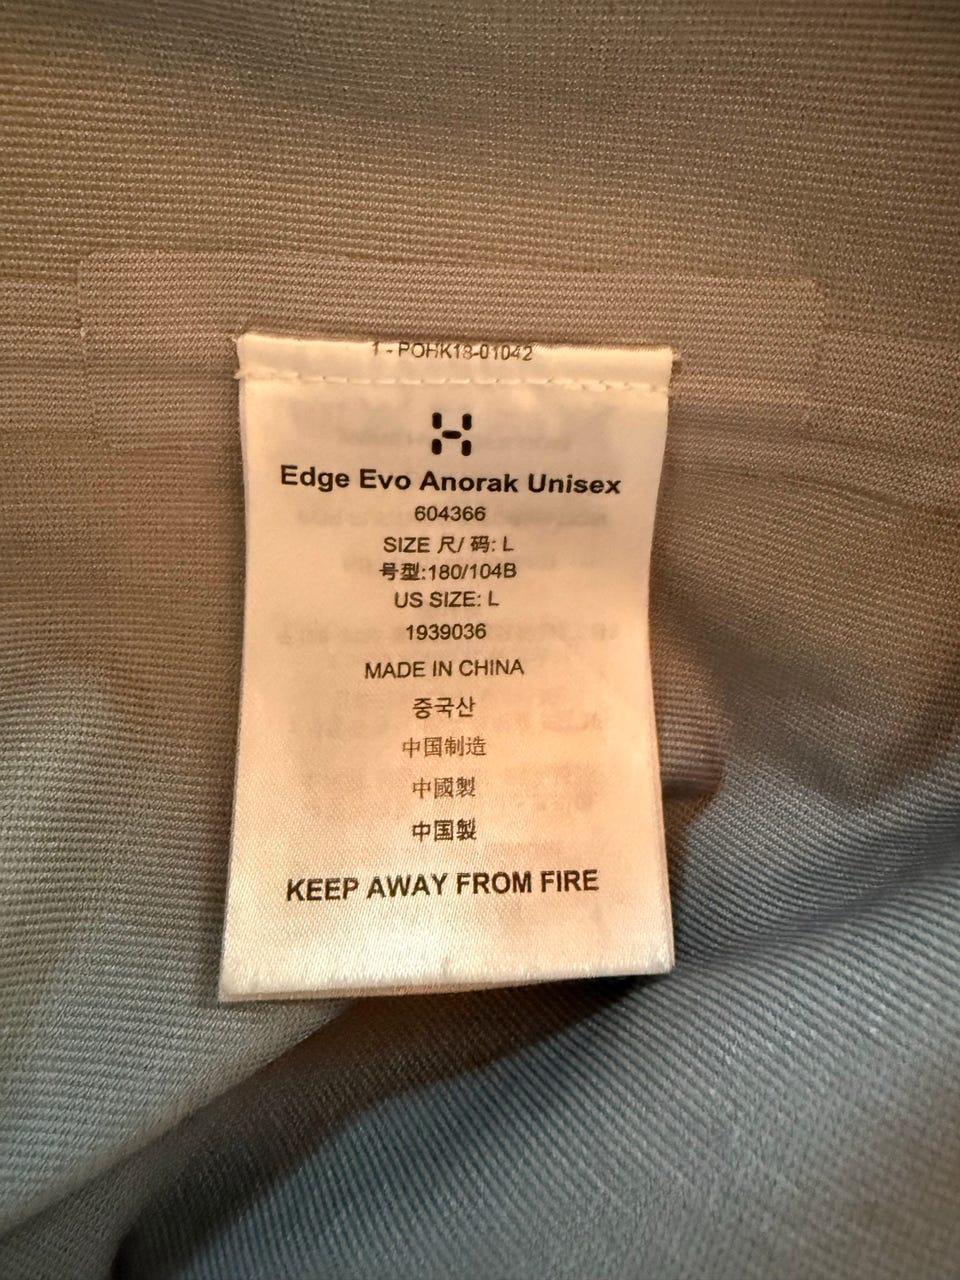 1 - POHK18-01042
Edge Evo Anorak Unisex
604366
SIZE 尺/ 码: L
号型:180/104B
US SIZE: L
1939036
MADE IN CHINA
중국산
中国制造
中國製
中国製
KEEP AWAY FROM FIRE